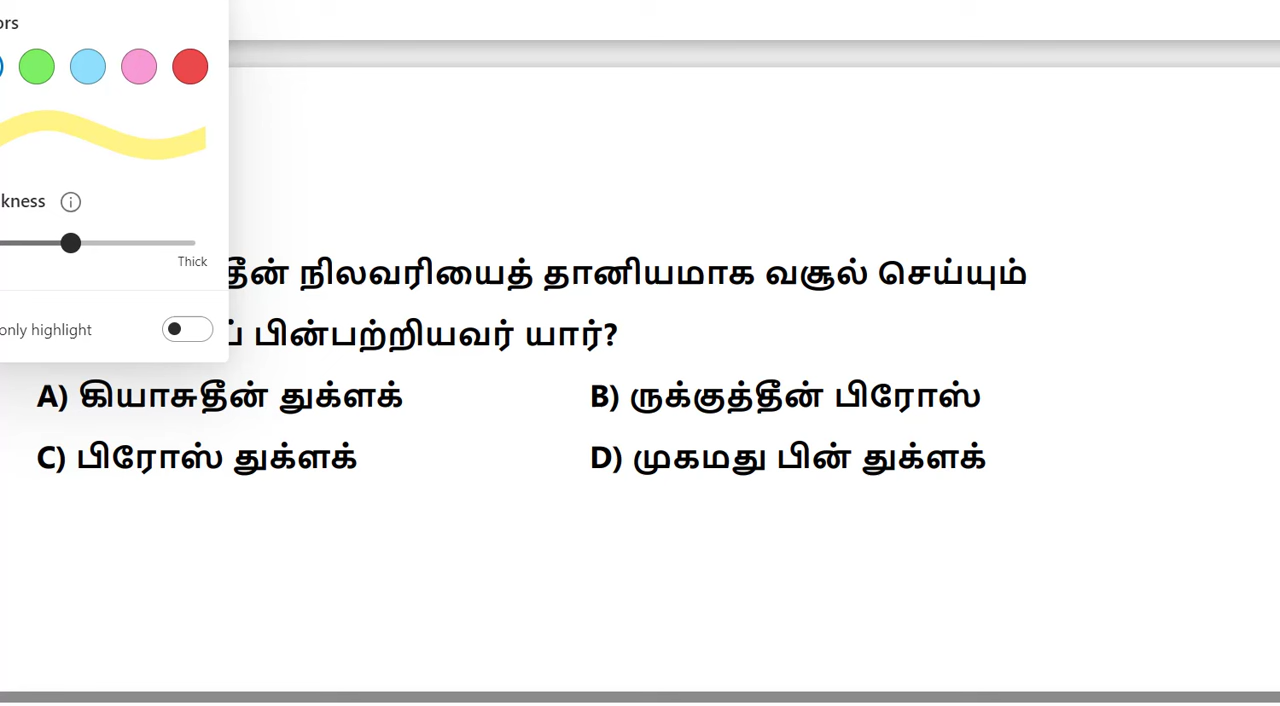 ors
kness
Thick
only highlight
தீன் நிலவரியைத் தானியமாக வசூல் செய்யும்
பின்பற்றியவர் யார்?
A) கியாசுதீன் துக்ளக் B) ருக்குத்தீன் பிரோஸ்
C) பிரோஸ் துக்ளக் D) முகமது பின் துக்ளக்